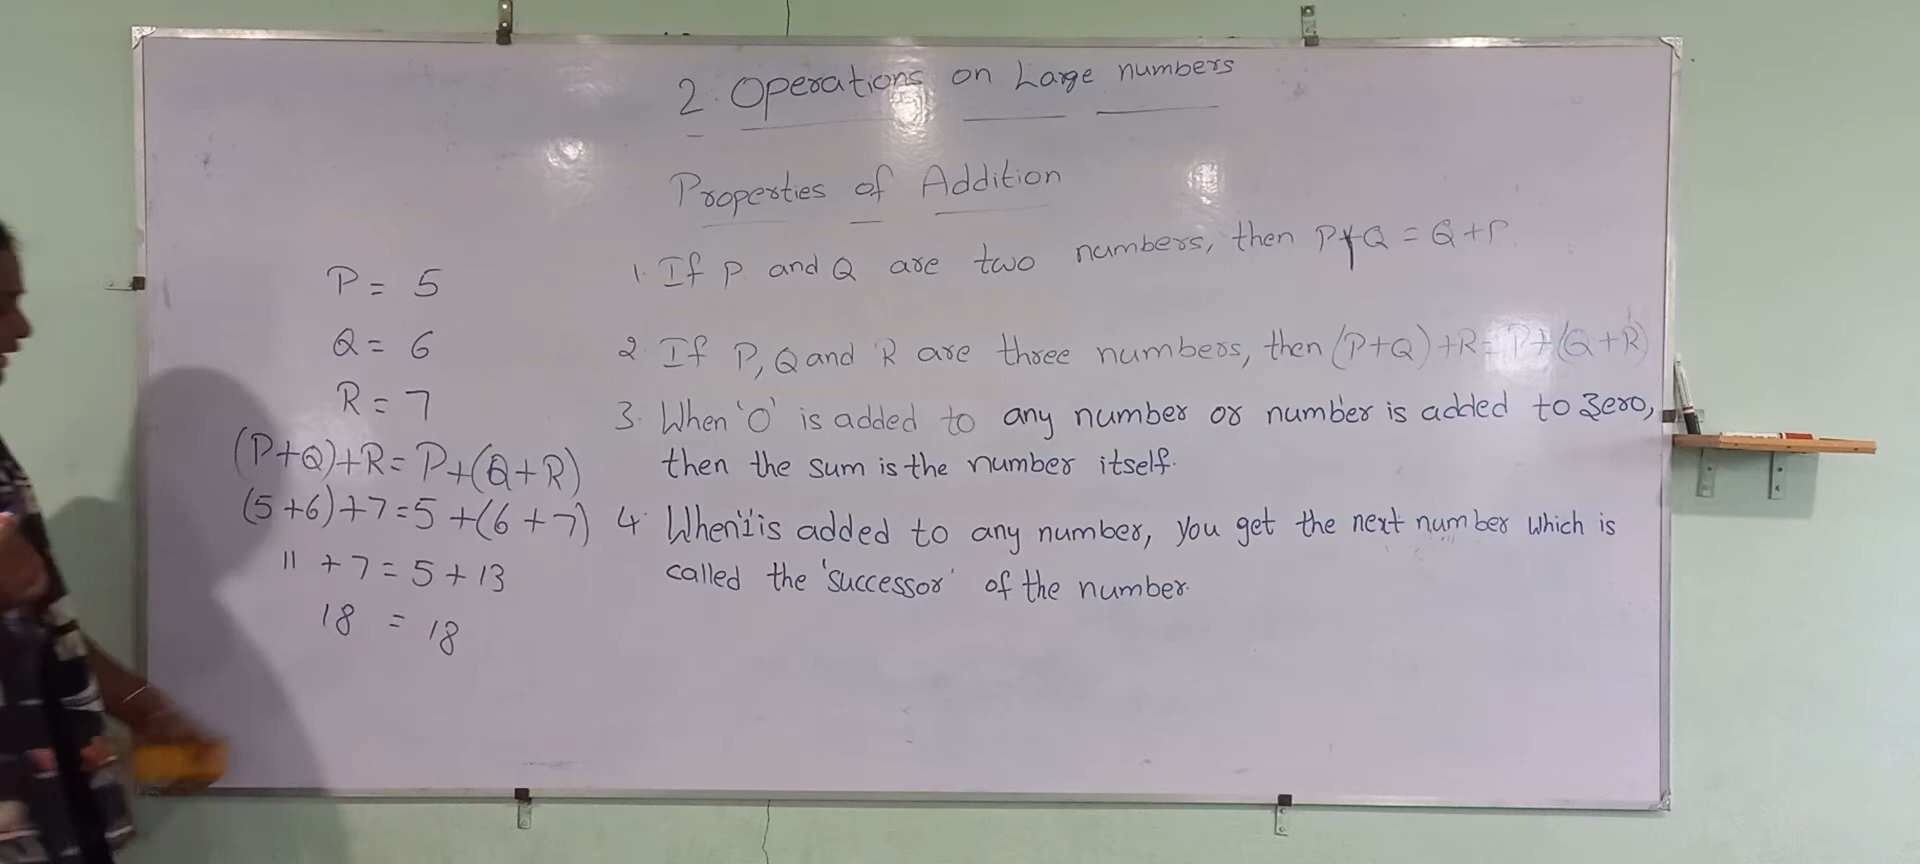 2. Operations on Large numbers
Properties of Addition
1. If P and Q are two numbers, then P+Q = Q+P
2. If P, Q and R are three numbers, then (P+Q)+R = P+(Q+R)
3. When '0' is added to any number or number is added to Zero,
then the sum is the number itself.
4. When '1' is added to any number, you get the next number which is
called the 'successor' of the number.
P = 5
Q = 6
R = 7
(P+Q)+R = P+(Q+R)
(5+6)+7 = 5+(6+7)
11 + 7 = 5 + 13
18 = 18